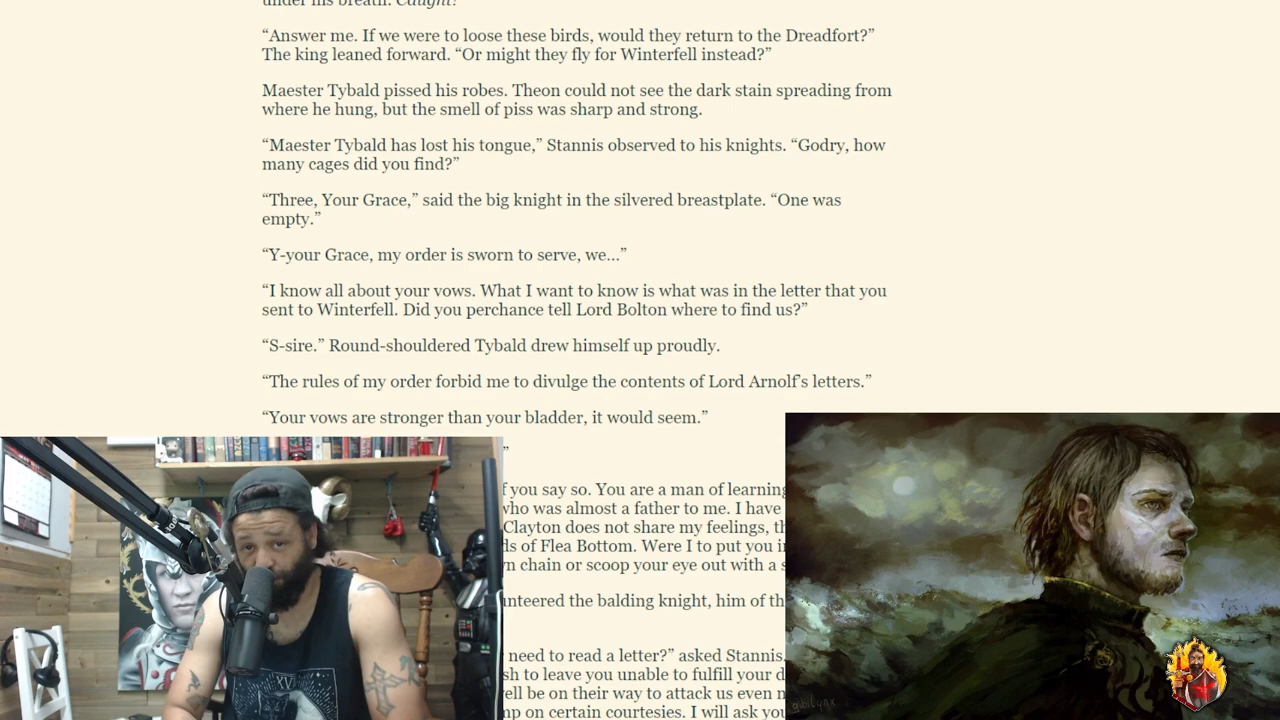 “Answer me. If we were to loose these birds, would they return to the Dreadfort?”
The king leaned forward. “Or might they fly for Winterfell instead?”
Maester Tybald pissed his robes. Theon could not see the dark stain spreading from
where he hung, but the smell of piss was sharp and strong.
“Maester Tybald has lost his tongue,” Stannis observed to his knights. “Godry, how
many cages did you find?”
“Three, Your Grace,” said the big knight in the silvered breastplate. “One was
empty.”
“Y-your Grace, my order is sworn to serve, we...”
“I know all about your vows. What I want to know is what was in the letter that you
sent to Winterfell. Did you perchance tell Lord Bolton where to find us?”
“S-sire.” Round-shouldered Tybald drew himself up proudly.
“The rules of my order forbid me to divulge the contents of Lord Arnolf’s letters.”
“Your vows are stronger than your bladder, it would seem.”
”
f you say so. You are a man of learning
who was almost a father to me. I have
Clayton does not share my feelings, th
ds of Flea Bottom. Were I to put you i
n chain or scoop your eye out with a s
unteered the balding knight, him of th
need to read a letter?” asked Stannis.
sh to leave you unable to fulfill your d
ell be on their way to attack us even n
mp on certain courtesies. I will ask you
XV